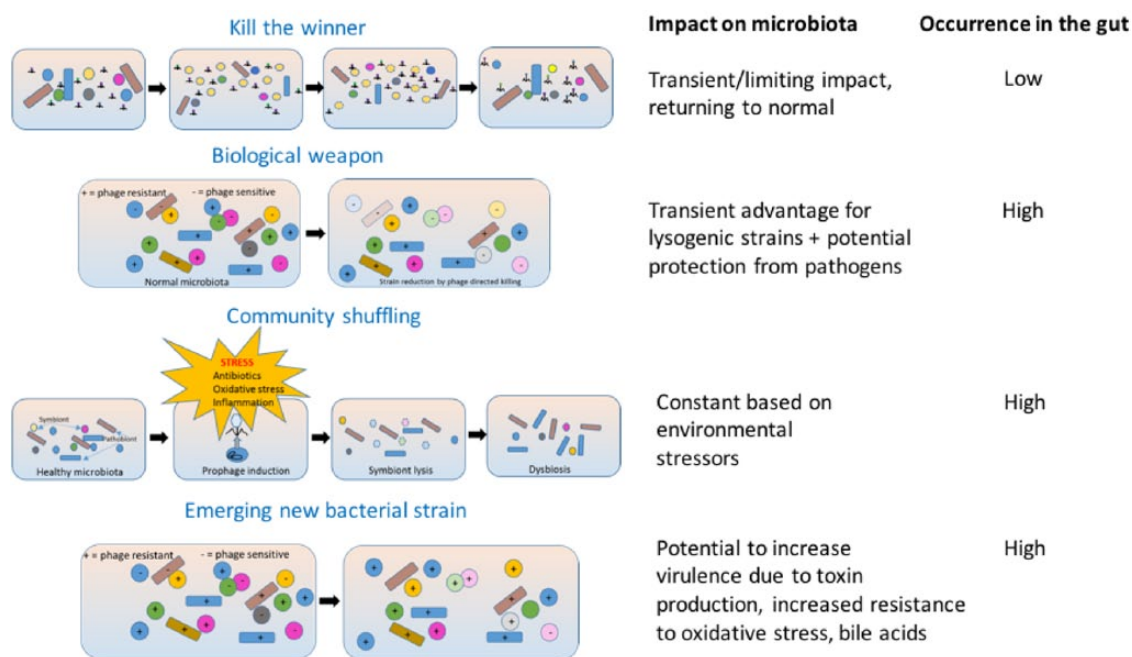 Kill the winner
Impact on microbiota
Occurrence in the gut
Transient/limiting impact,
returning to normal
Low
Biological weapon
+ = phage resistant
- = phage sensitive
Normal microbiota
Strain reduction by phage directed killing
Transient advantage for
lysogenic strains + potential
protection from pathogens
High
Community shuffling
STRESS
Antibiotics
Oxidative stress
Inflammation
Symbiont
Pathobiont
Healthy microbiota
Prophage induction
Symbiont lysis
Dysbiosis
Constant based on
environmental
stressors
High
Emerging new bacterial strain
+ = phage resistant
- = phage sensitive
Potential to increase
virulence due to toxin
production, increased resistance
to oxidative stress, bile acids
High